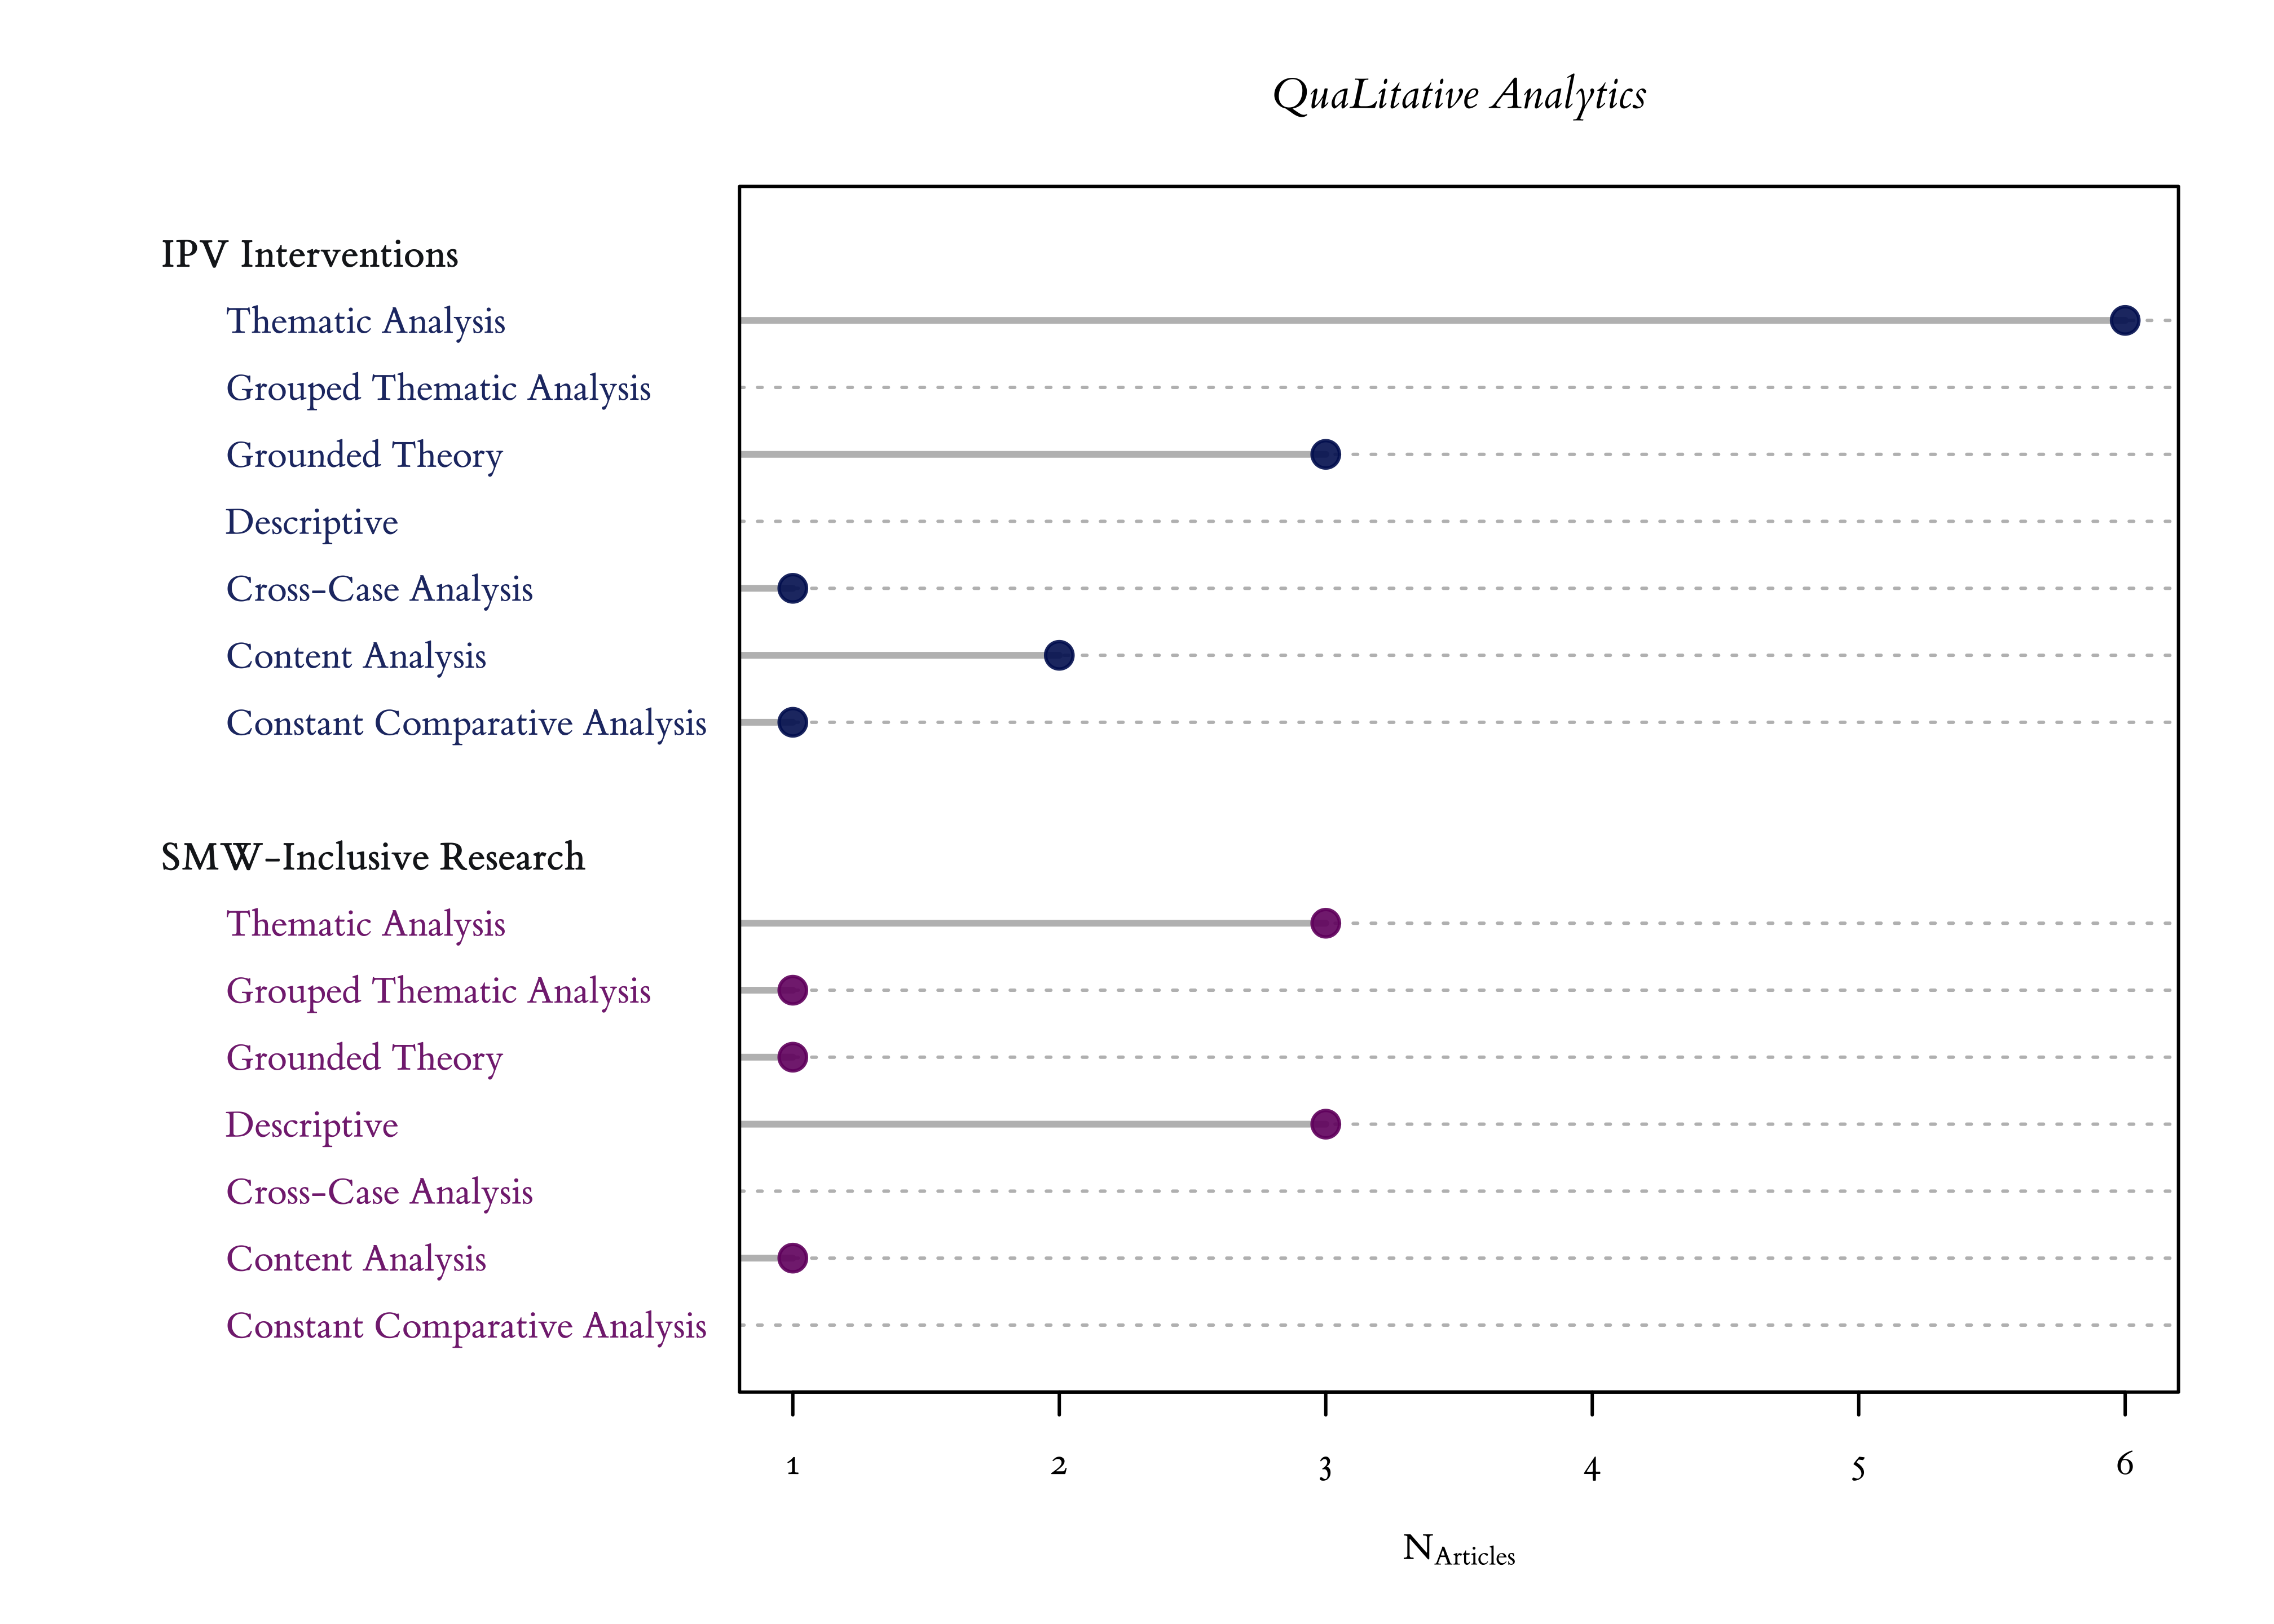 QuaLitative Analytics
IPV Interventions
Thematic Analysis
Grouped Thematic Analysis
Grounded Theory
Descriptive
Cross-Case Analysis
Content Analysis
Constant Comparative Analysis
SMW-Inclusive Research
Thematic Analysis
Grouped Thematic Analysis
Grounded Theory
Descriptive
Cross-Case Analysis
Content Analysis
Constant Comparative Analysis
1 2 3 4 5 6
NArticles